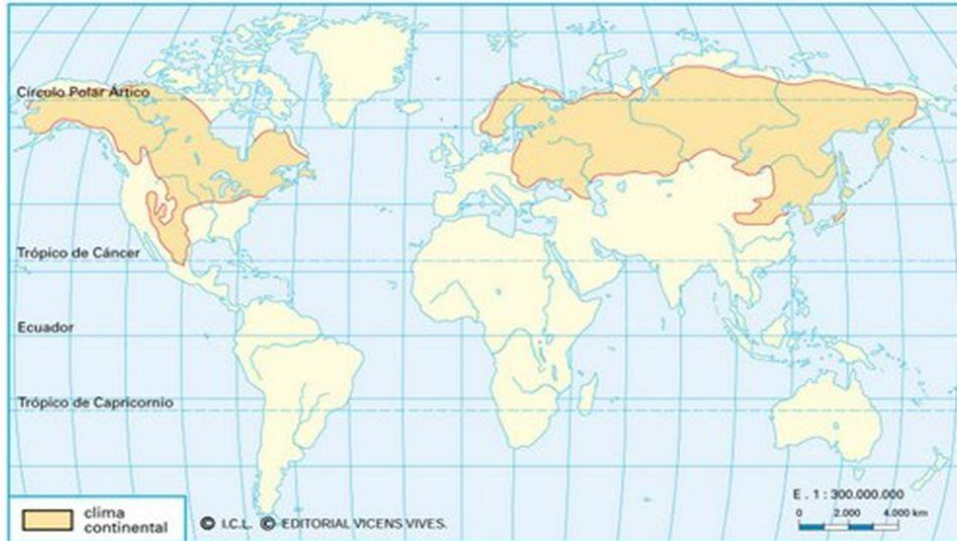 Círculo Polar Ártico
Trópico de Cáncer
Ecuador
Trópico de Capricornio
E . 1 : 300.000.000
0 2.000 4.000 km
clima
continental
© I.C.L. © EDITORIAL VICENS VIVES.